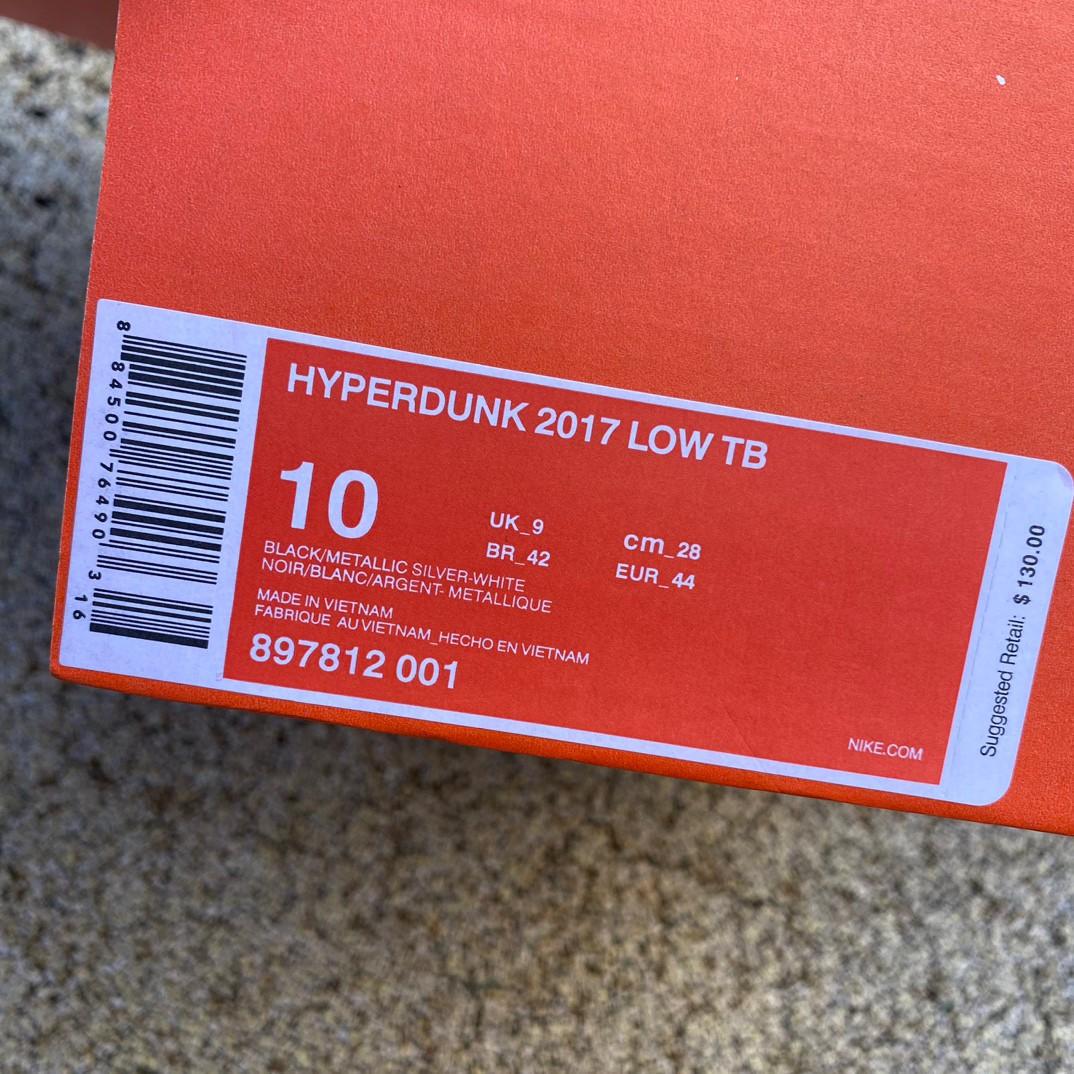 8 84500 76490 3 16
HYPERDUNK 2017 LOW TB
10
UK_9
cm_28
BR_42
EUR_44
BLACK/METALLIC SILVER-WHITE
NOIR/BLANC/ARGENT- METALLIQUE
MADE IN VIETNAM
FABRIQUE AU VIETNAM_HECHO EN VIETNAM
897812 001
NIKE.COM
Suggested Retail: $ 130.00